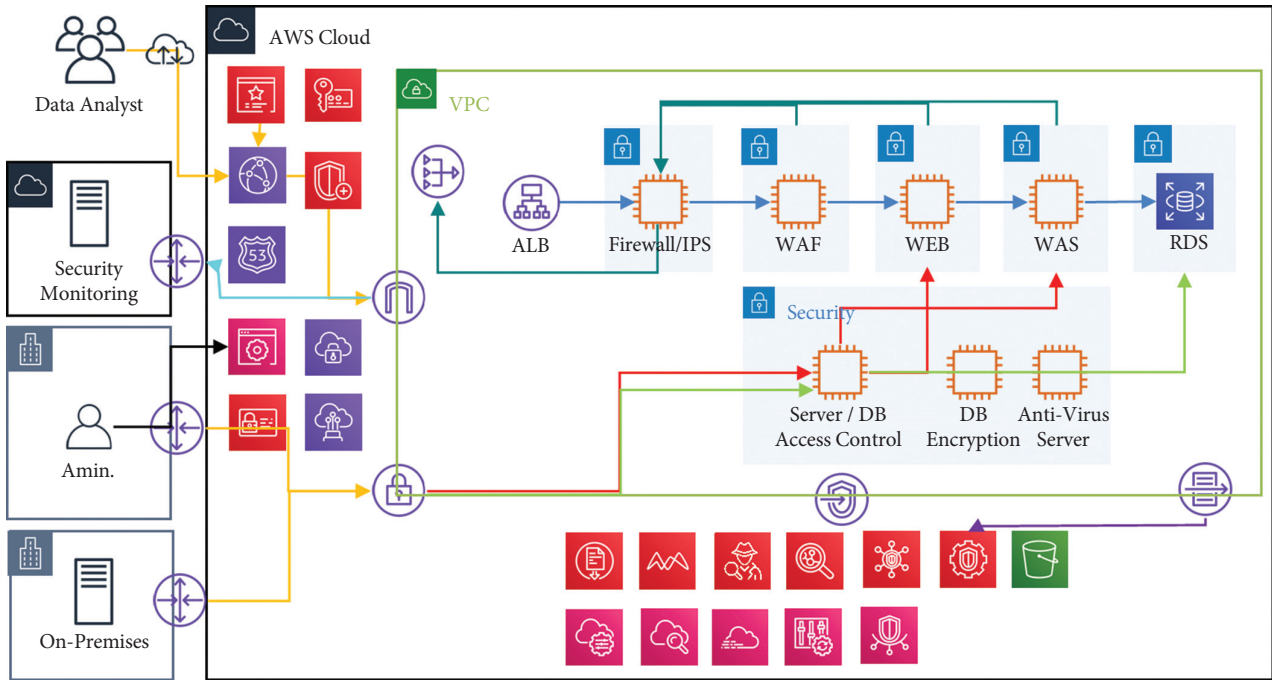 AWS Cloud
Data Analyst
VPC
ALB
Firewall/IPS
WAF
WEB
WAS
RDS
53
Security
Monitoring
Security
Server / DB
Access Control
DB
Encryption
Anti-Virus
Server
Amin.
On-Premises